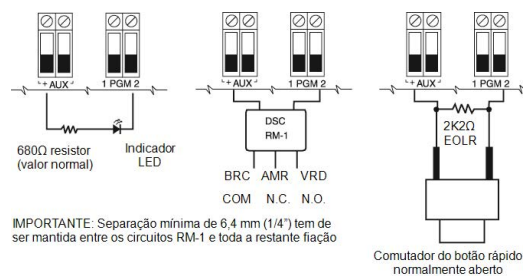 + AUX - 1 PGM 2
+ AUX - 1 PGM 2
+ AUX - 1 PGM 2
680Ω resistor
(valor normal)
Indicador
LED
DSC
RM-1
BRC AMR VRD
COM N.C. N.O.
2K2Ω
EOLR
IMPORTANTE: Separação mínima de 6,4 mm (1/4") tem de
ser mantida entre os circuitos RM-1 e toda a restante fiação
Comutador do botão rápido
normalmente aberto